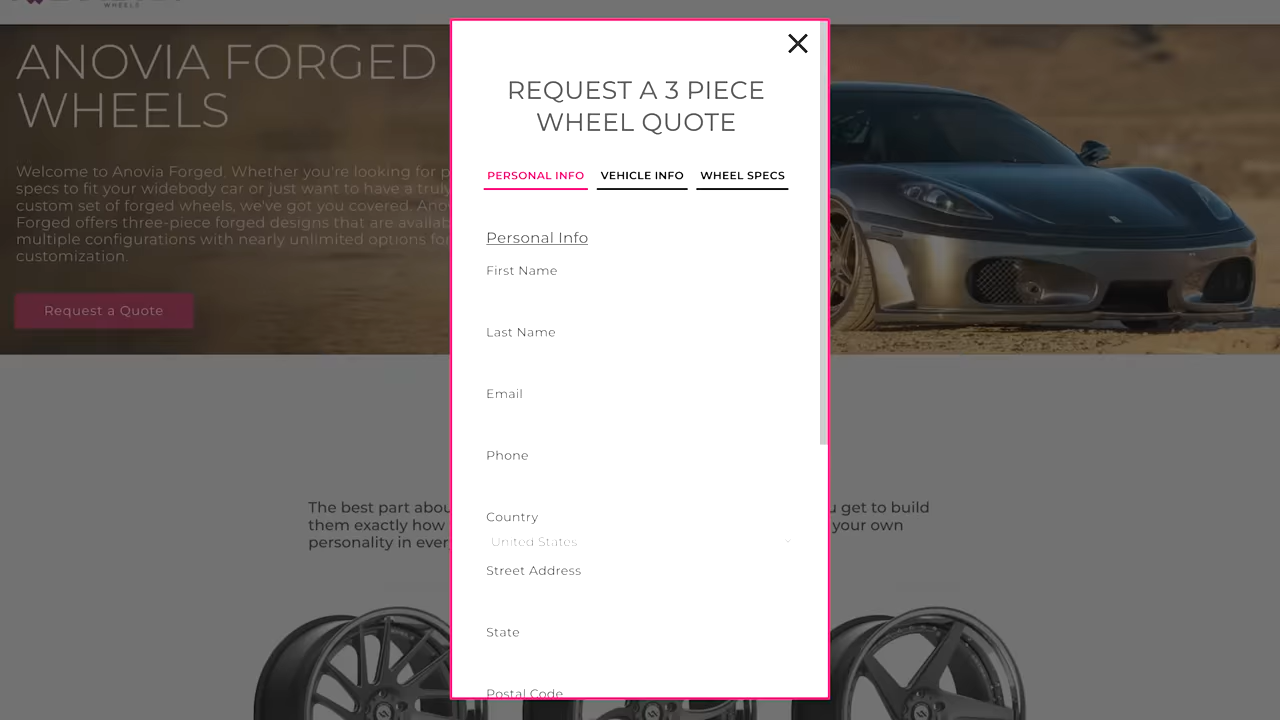 WHEELS
ANOVIA FORGED
WHEELS
Welcome to Anovia Forged. Whether you're looking for
specs to fit your widebody car or just want to have a truly
custom set of forged wheels, we've got you covered.
Forged offers three-piece forged designs that are
multiple configurations with nearly unlimited options for
customization.
Request a Quote
REQUEST A 3 PIECE
WHEEL QUOTE
PERSONAL INFO VEHICLE INFO WHEEL SPECS
Personal Info
First Name
Last Name
Email
Phone
Country
United States
Street Address
State
Postal Code
The best part get to build
them exactly how your own
personality in